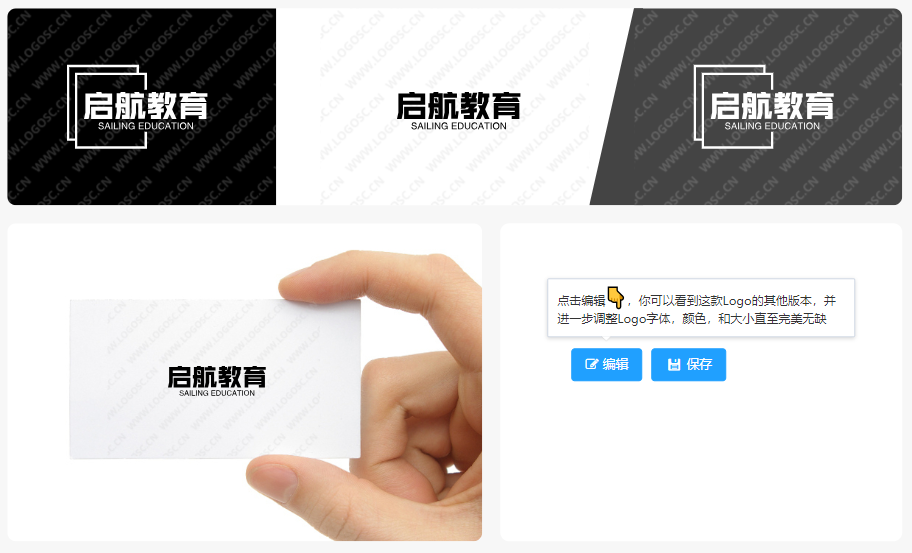 启航教育
SAILING EDUCATION
启航教育
SAILING EDUCATION
启航教育
SAILING EDUCATION
WWW.LOGOSC.CN
启航教育
SAILING EDUCATION
WWW.LOGOSC.CN
点击编辑👇，你可以看到这款Logo的其他版本，并
进一步调整Logo字体，颜色，和大小直至完美无缺
编辑
保存